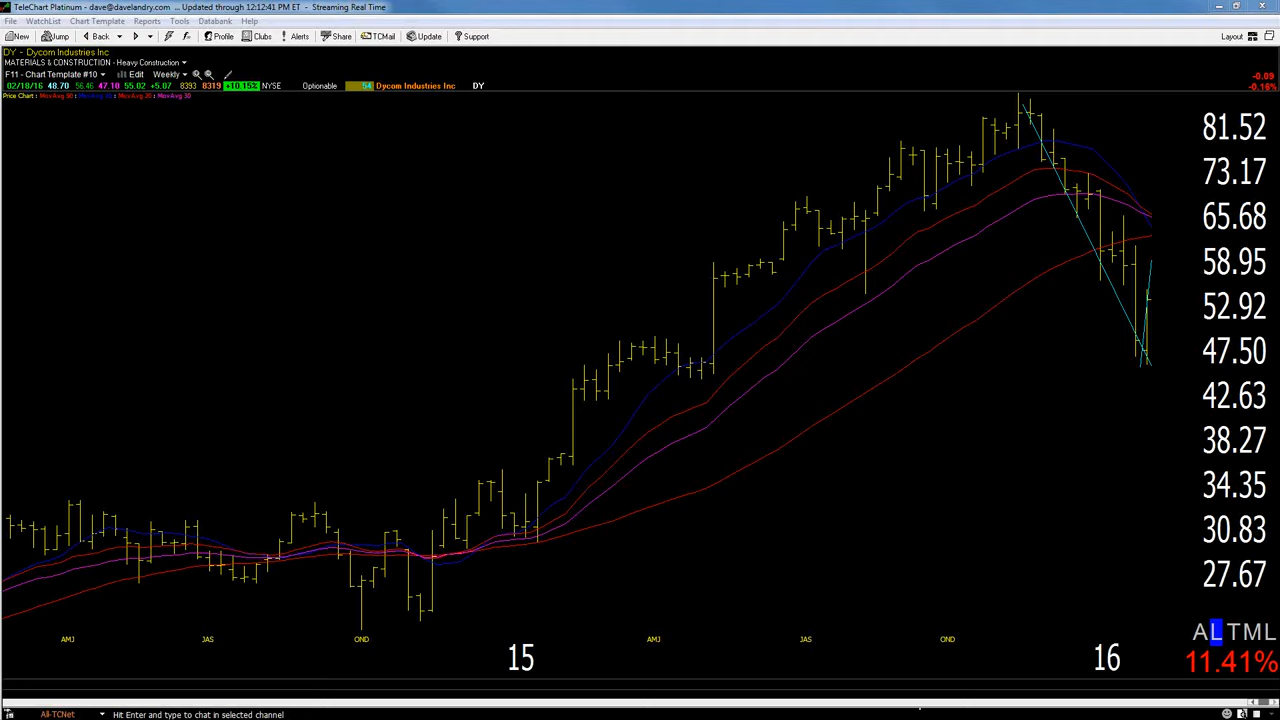 TeleChart Platinum - dave@davelandry.com ... Updated through 12:12:41 PM ET - Streaming Real Time
File WatchList Chart Template Reports Tools Databank Help
New Jump Back Profile Clubs Alerts Share TCMail Update Support Layout
DY - Dycom Industries Inc
MATERIALS & CONSTRUCTION - Heavy Construction
F11 - Chart Template #10 Edit Weekly -0.09
02/18/16 48.70 56.46 47.10 55.02 +5.07 8393 8319 +10.15% NYSE Optionable 54 Dycom Industries Inc DY -0.16%
81.52
73.17
65.68
58.95
52.92
47.50
42.63
38.27
34.35
30.83
27.67
AMJ JAS OND 15 AMJ JAS OND 16
ALTML
11.41%
All-TCNet Hit Enter and type to chat in selected channel